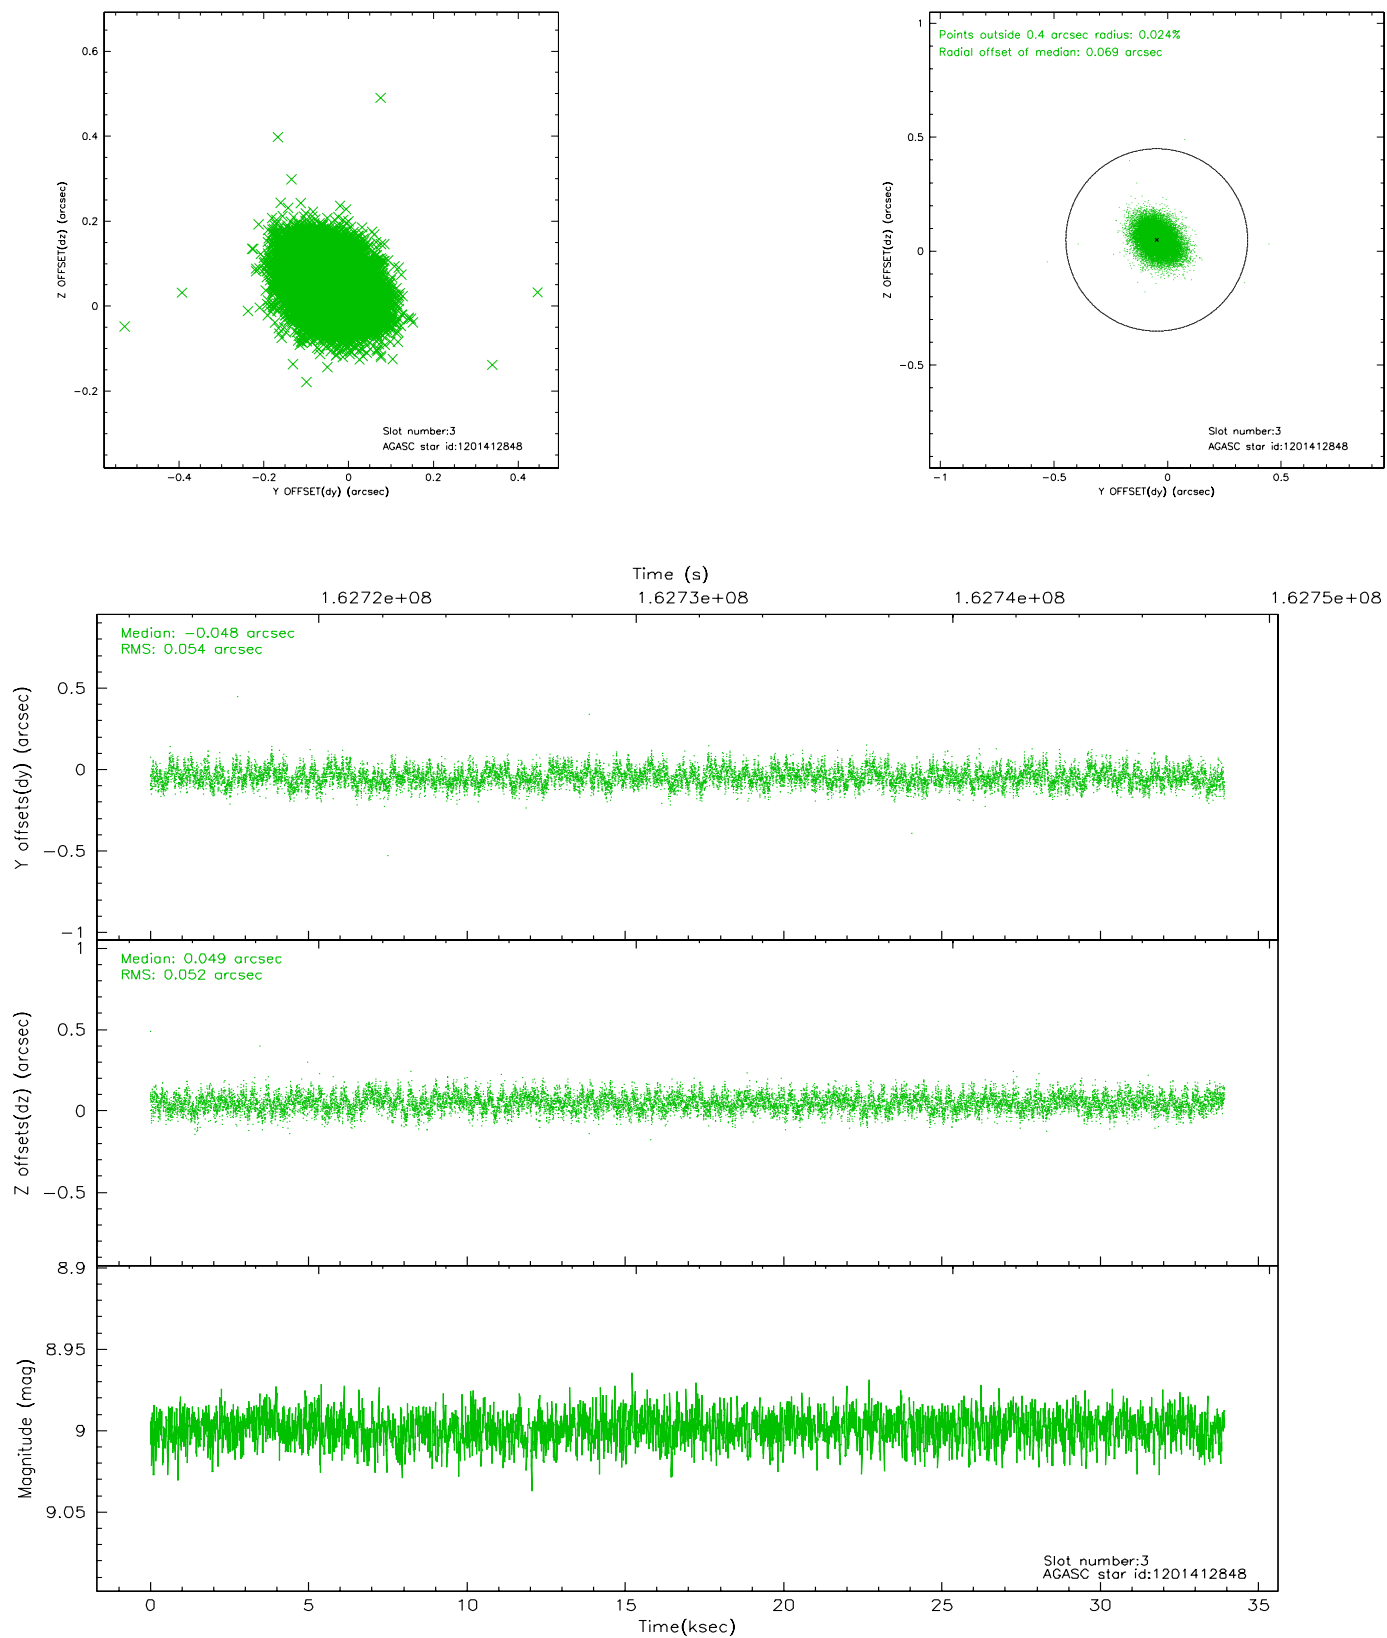 0.6
0.4
0.2
0
−0.2
Z OFFSET(dz) (arcsec)
Slot number:3
AGASC star id:1201412848
−0.4 −0.2 0 0.2 0.4
Y OFFSET(dy) (arcsec)
Points outside 0.4 arcsec radius: 0.024%
Radial offset of median: 0.069 arcsec
1
0.5
0
−0.5
Z OFFSET(dz) (arcsec)
Slot number:3
AGASC star id:1201412848
−1 −0.5 0 0.5
Y OFFSET(dy) (arcsec)
Time (s)
1.6272e+08 1.6273e+08 1.6274e+08 1.6275e+08
Median: −0.048 arcsec
RMS: 0.054 arcsec
0.5
0
−0.5
−1
Y offsets(dy) (arcsec)
Median: 0.049 arcsec
RMS: 0.052 arcsec
1
0.5
0
−0.5
Z offsets(dz) (arcsec)
8.9
8.95
9
9.05
Magnitude (mag)
Slot number:3
AGASC star id:1201412848
0 5 10 15 20 25 30 35
Time(ksec)